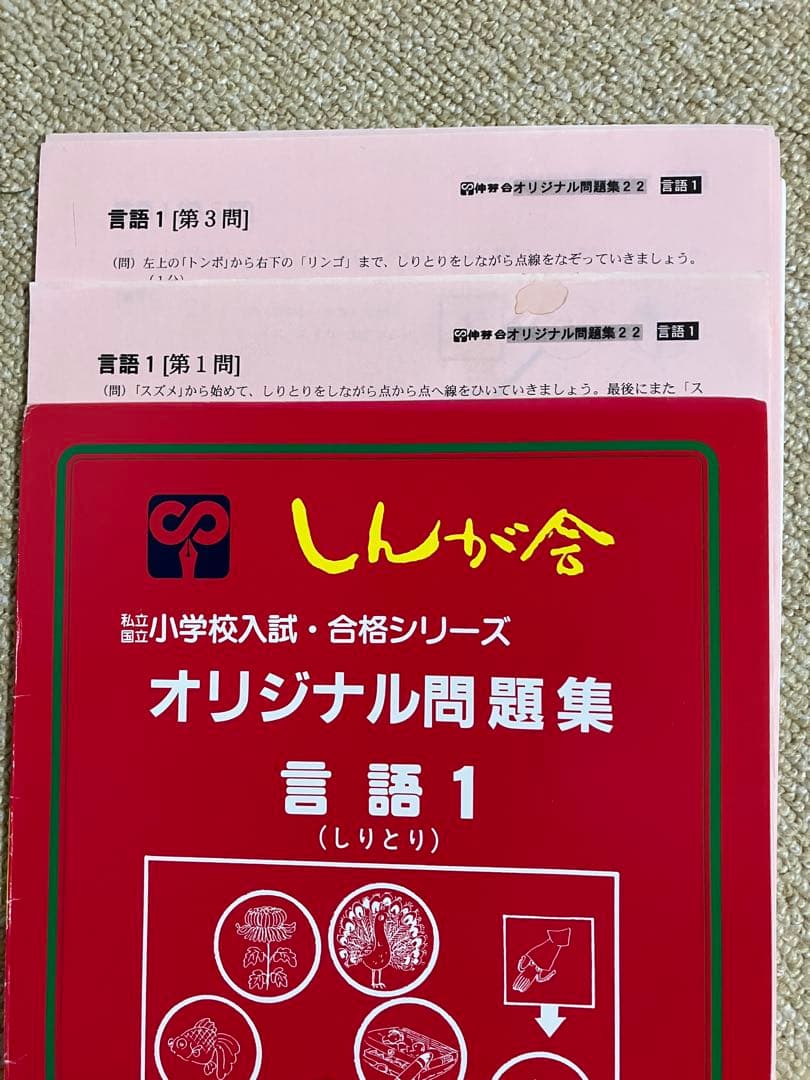 伸芽会オリジナル問題集22 言語1
言語1 [第3問]
(問) 左上の「トンボ」から右下の「リンゴ」まで、しりとりをしながら点線をなぞっていきましょう。
(1分)
伸芽会オリジナル問題集22 言語1
言語1 [第1問]
(問)「スズメ」から始めて、しりとりをしながら点から点へ線をひいていきましょう。最後にまた「ス
しんが会
私立
国立小学校入試・合格シリーズ
オリジナル問題集
言語1
(しりとり)